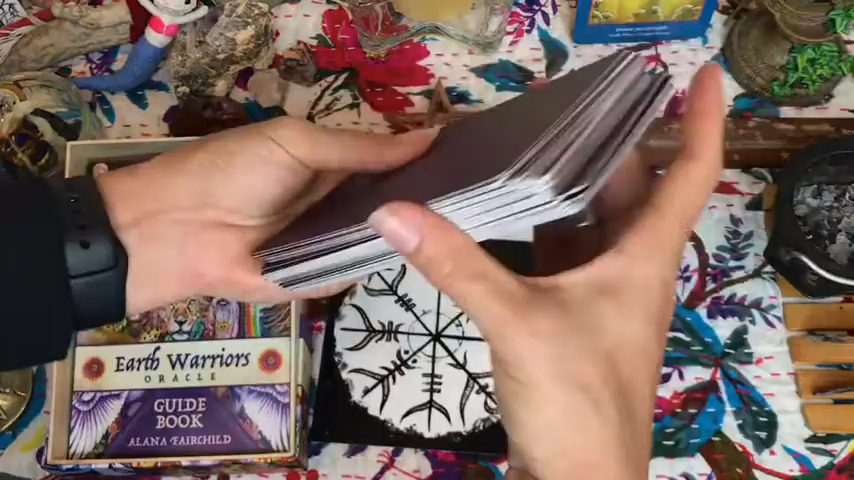 Earth WARRIORS
ORACLE
GUIDE
BOOK
ALANA FAIRCHILD